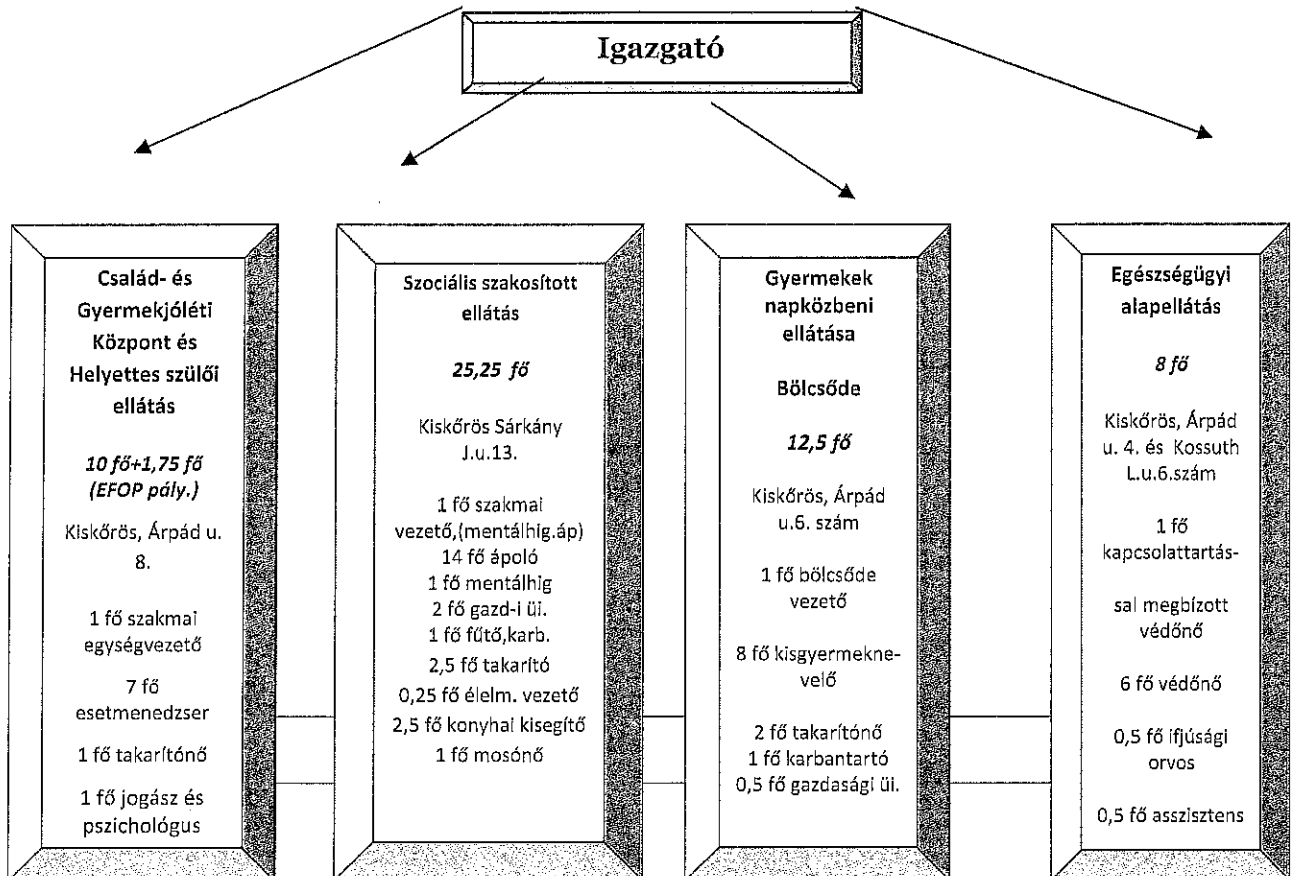 Igazgató
Család- és
Gyermekjóléti
Központ és
Helyettes szülői
ellátás
10 fő+1,75 fő
(EFOP pály.)
Kiskőrös, Árpád u.
8.
1 fő szakmai
egységvezető
7 fő
esetmenedzser
1 fő takarítónő
1 fő jogász és
pszichológus
Szociális szakosított
ellátás
25,25 fő
Kiskőrös Sárkány
J.u.13.
1 fő szakmai
vezető,(mentálhig.áp)
14 fő ápoló
1 fő mentálhig
2 fő gazd-i üi.
1 fő fűtő,karb.
2,5 fő takarító
0,25 fő élelm. vezető
2,5 fő konyhai kisegítő
1 fő mosónő
Gyermekek
napközbeni
ellátása
Bölcsőde
12,5 fő
Kiskőrös, Árpád
u.6. szám
1 fő bölcsőde
vezető
8 fő kisgyermekne-
velő
2 fő takarítónő
1 fő karbantartó
0,5 fő gazdasági üi.
Egészségügyi
alapellátás
8 fő
Kiskőrös, Árpád
u. 4. és Kossuth
L.u.6.szám
1 fő
kapcsolattartás-
sal megbízott
védőnő
6 fő védőnő
0,5 fő ifjúsági
orvos
0,5 fő asszisztens